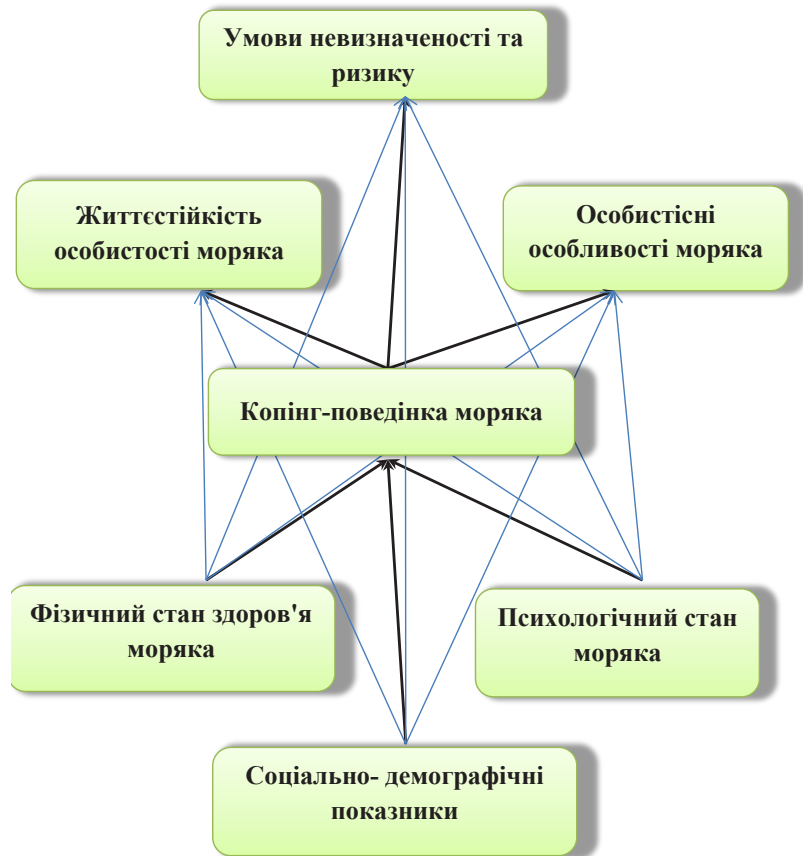 Умови невизначеності та
ризику
Життєстійкість
особистості моряка
Особистісні
особливості моряка
Копінг-поведінка моряка
Фізичний стан здоров'я
моряка
Психологічний стан
моряка
Соціально- демографічні
показники